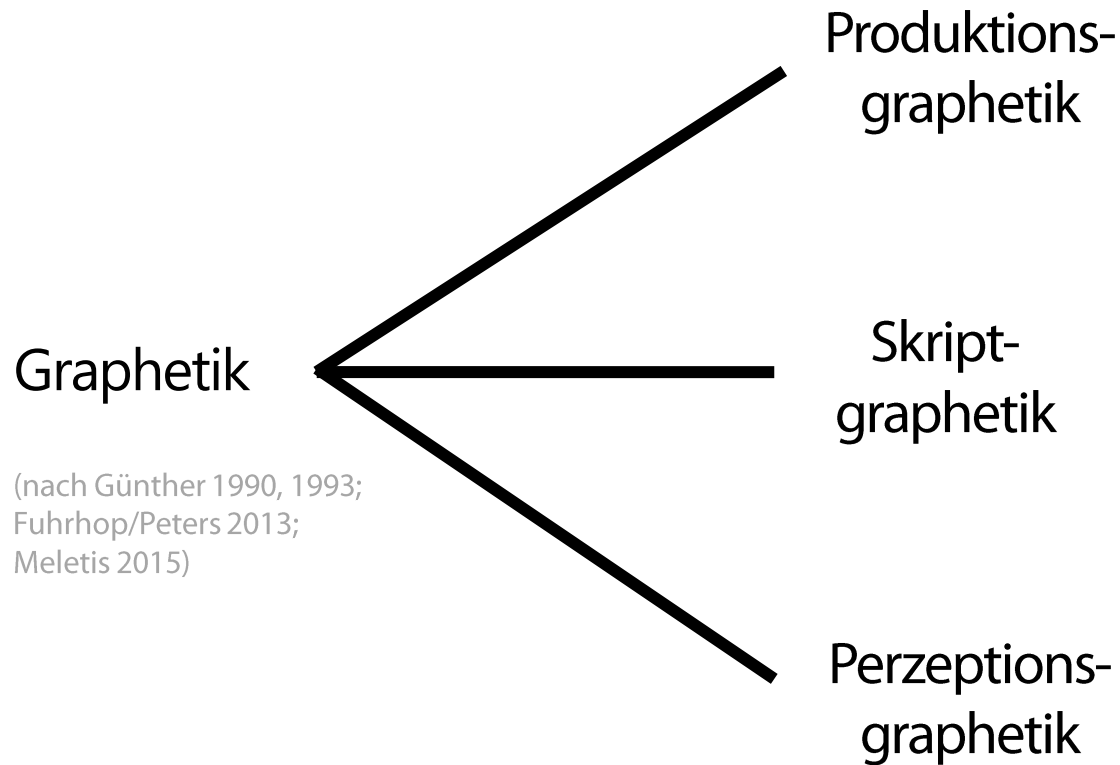 Produktions-
graphetik
Skript-
graphetik
Graphetik
(nach Günther 1990, 1993;
Fuhrhop/Peters 2013;
Meletis 2015)
Perzeptions-
graphetik